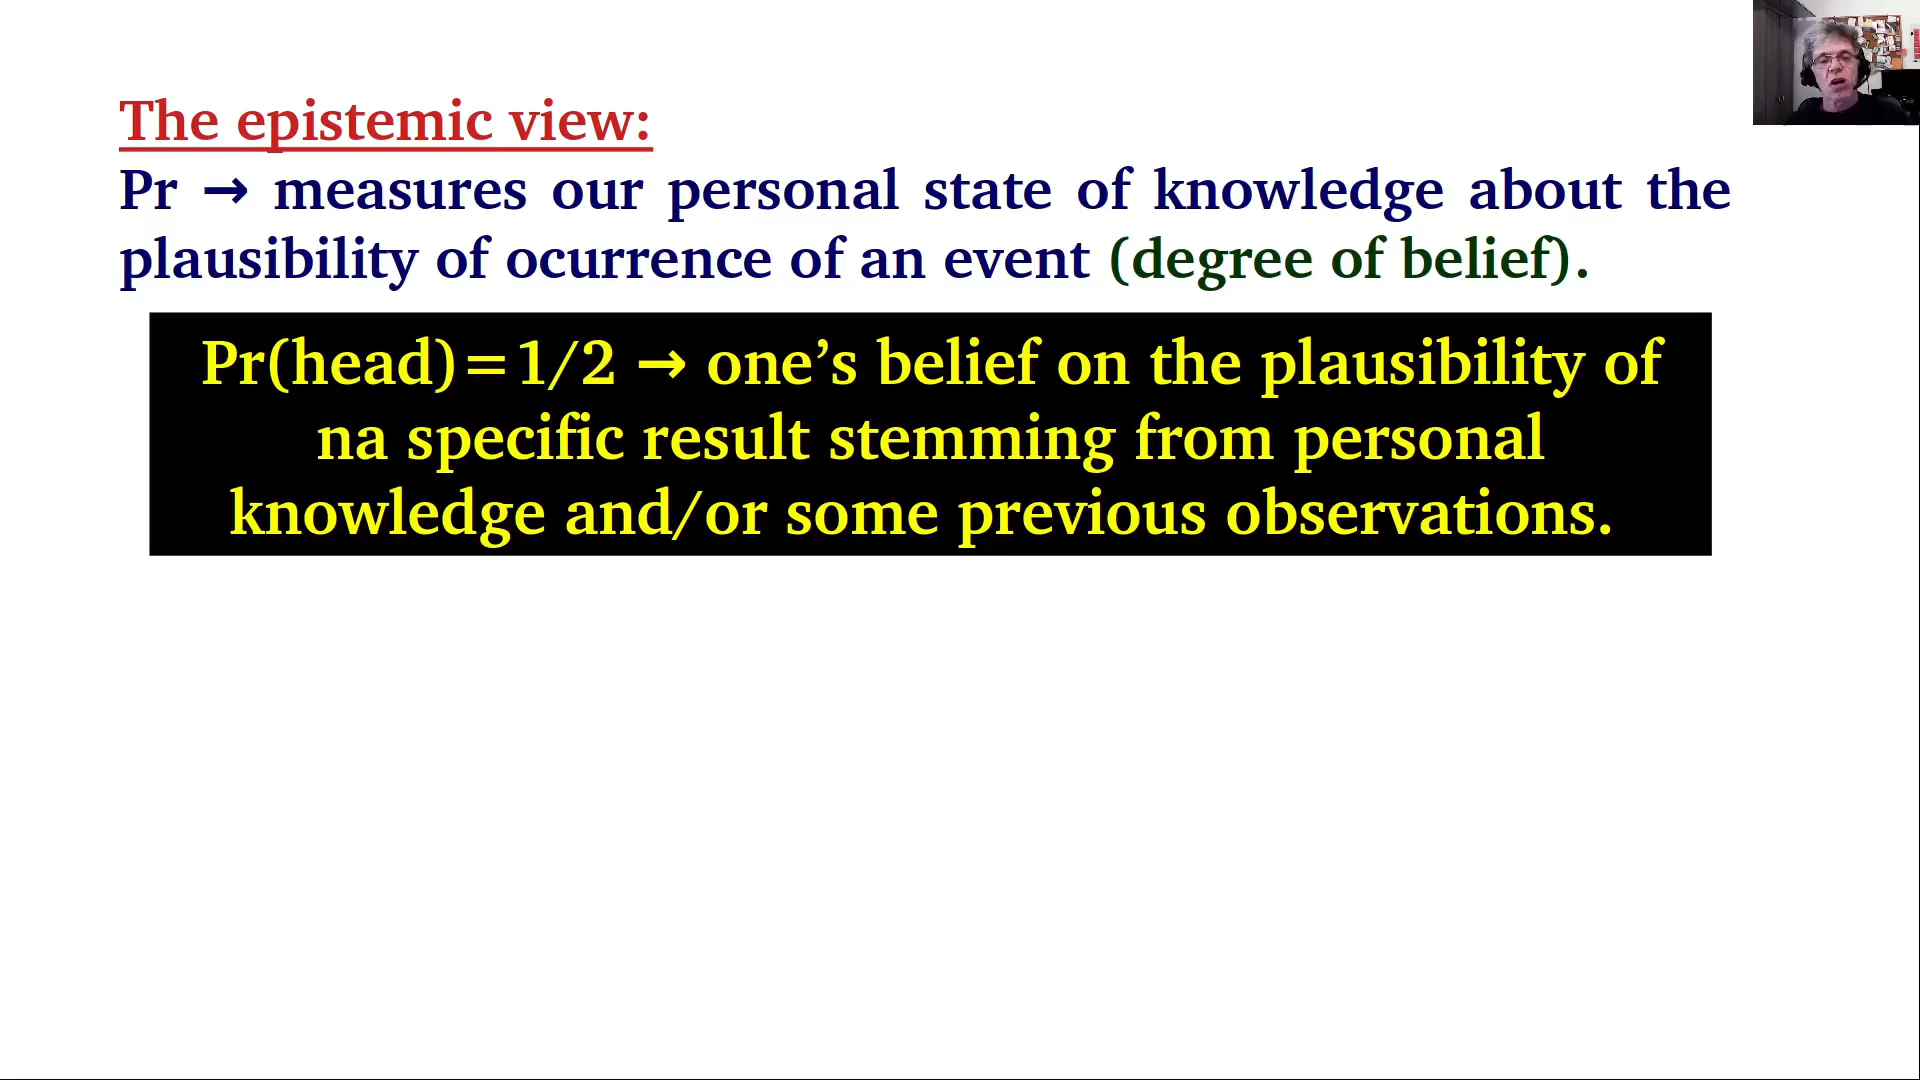 The epistemic view:
Pr → measures our personal state of knowledge about the
plausibility of ocurrence of an event (degree of belief).
Pr(head)=1/2 → one’s belief on the plausibility of
na specific result stemming from personal
knowledge and/or some previous observations.